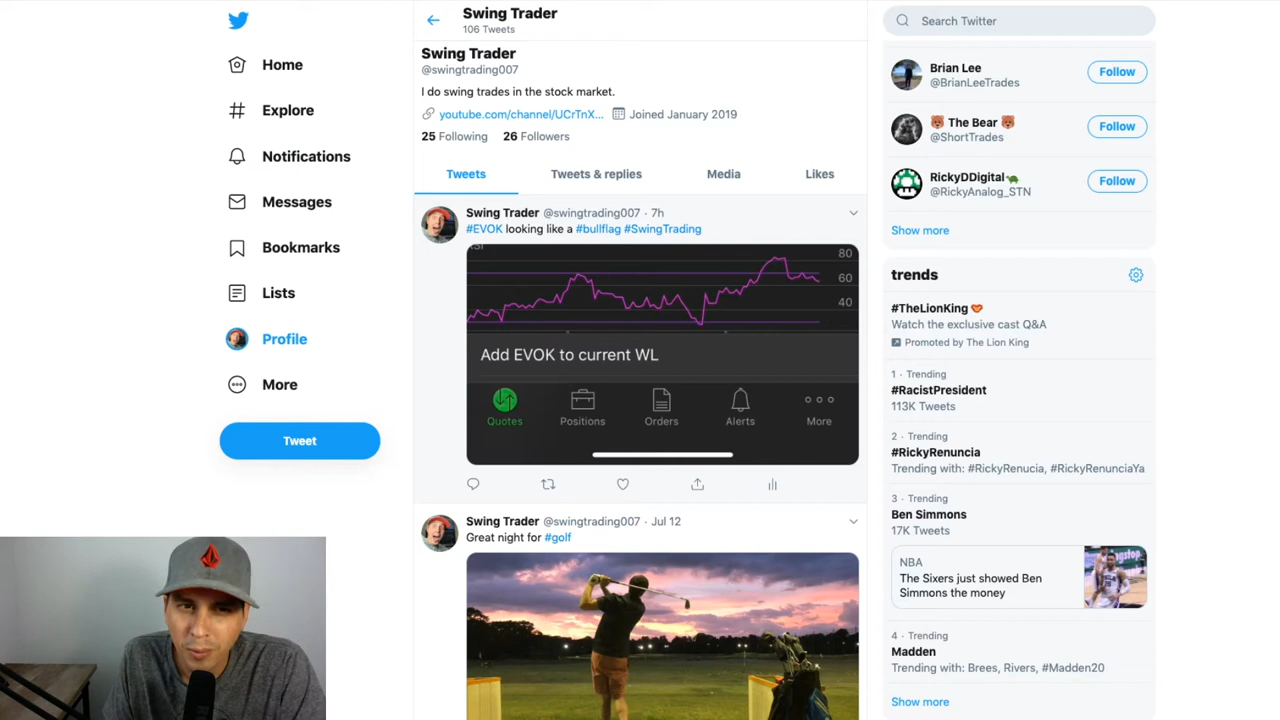 Home
Explore
Notifications
Messages
Bookmarks
Lists
Profile
More
Tweet
Swing Trader
106 Tweets
Swing Trader
@swingtrading007
I do swing trades in the stock market.
youtube.com/channel/UCrTnX... Joined January 2019
25 Following 26 Followers
Tweets Tweets & replies Media Likes
Swing Trader @swingtrading007 · 7h
#EVOK looking like a #bullflag #SwingTrading
RSI
80
60
40
Add EVOK to current WL
Quotes Positions Orders Alerts More
Swing Trader @swingtrading007 · Jul 12
Great night for #golf
Search Twitter
Brian Lee
@BrianLeeTrades
Follow
The Bear
@ShortTrades
Follow
RickyDDigital
@RickyAnalog_STN
Follow
Show more
trends
#TheLionKing
Watch the exclusive cast Q&A
Promoted by The Lion King
1 · Trending
#RacistPresident
113K Tweets
2 · Trending
#RickyRenuncia
Trending with: #RickyRenucia, #RickyRenunciaYa
3 · Trending
Ben Simmons
17K Tweets
NBA
The Sixers just showed Ben
Simmons the money
4 · Trending
Madden
Trending with: Brees, Rivers, #Madden20
Show more